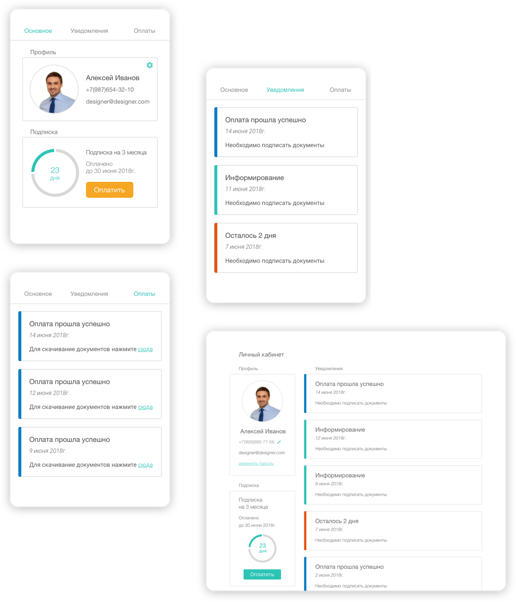 Основное Уведомления Оплаты
Профиль
Алексей Иванов
+7(987)654-32-10
designer@designer.com
Подписка
Подписка на 3 месяца
Оплачено
до 30 июня 2018г.
23
дня
Оплатить
Основное Уведомления Оплаты
Оплата прошла успешно
14 июня 2018г.
Необходимо подписать документы
Информирование
11 июня 2018г.
Необходимо подписать документы
Осталось 2 дня
7 июня 2018г.
Необходимо подписать документы
Основное Уведомления Оплаты
Оплата прошла успешно
14 июня 2018г.
Для скачивание документов нажмите сюда
Оплата прошла успешно
12 июня 2018г.
Для скачивание документов нажмите сюда
Оплата прошла успешно
9 июня 2018г.
Для скачивание документов нажмите сюда
Личный кабинет
Профиль
Алексей Иванов
designer@designer.com
изменить пароль
Подписка
Подписка
на 3 месяца
Оплачено
до 30 июня 2018г.
23
дня
Оплатить
Уведомления
Оплата прошла успешно
14 июня 2018г.
Необходимо подписать документы
Информирование
12 июня 2018г.
Необходимо подписать документы
Информирование
9 июня 2018г.
Необходимо подписать документы
Осталось 2 дня
7 июня 2018г.
Необходимо подписать документы
Оплата прошла успешно
2 июня 2018г.
Необходимо подписать документы